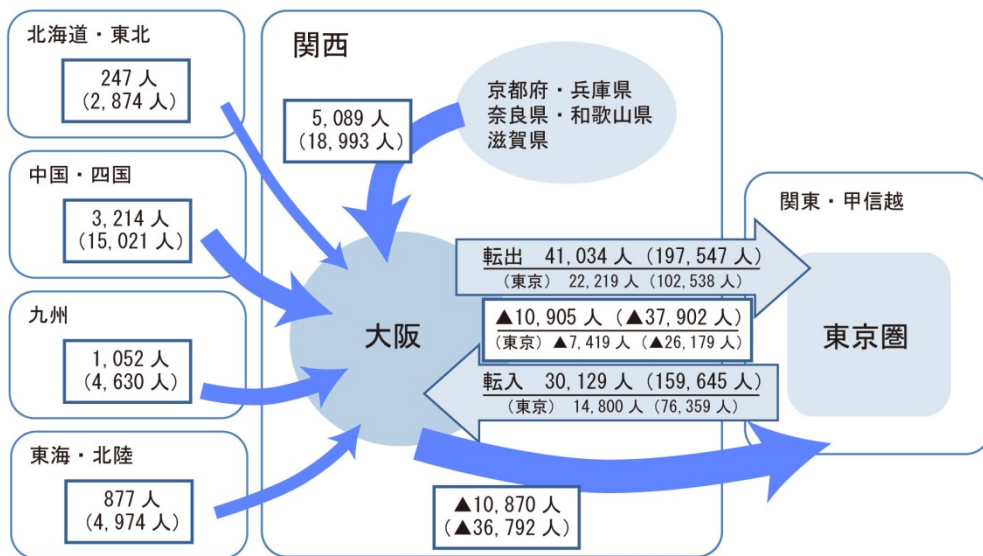 北海道・東北
247 人
(2,874 人)
中国・四国
3,214 人
(15,021 人)
九州
1,052 人
(4,630 人)
東海・北陸
877 人
(4,974 人)
関西
5,089 人
(18,993 人)
京都府・兵庫県
奈良県・和歌山県
滋賀県
大阪
転出 41,034 人 (197,547 人)
(東京) 22,219 人 (102,538 人)
▲10,905 人 (▲37,902 人)
(東京) ▲7,419 人 (▲26,179 人)
転入 30,129 人 (159,645 人)
(東京) 14,800 人 (76,359 人)
▲10,870 人
(▲36,792 人)
関東・甲信越
東京圏